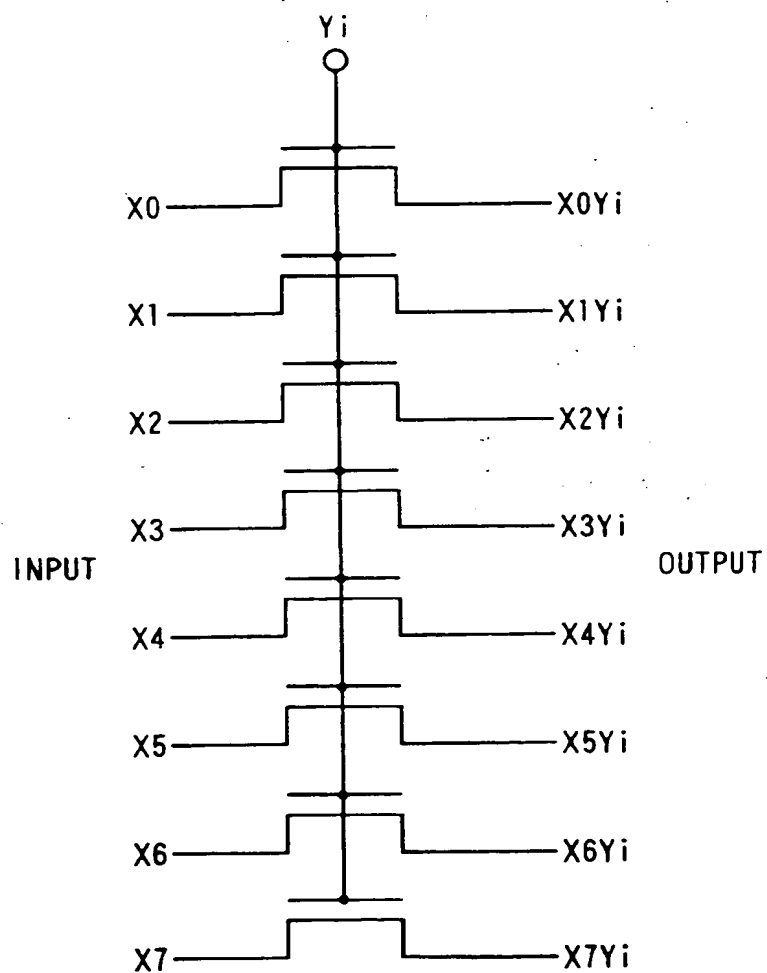 Yi
X0 X0Yi
X1 X1Yi
X2 X2Yi
X3 X3Yi
INPUT OUTPUT
X4 X4Yi
X5 X5Yi
X6 X6Yi
X7 X7Yi